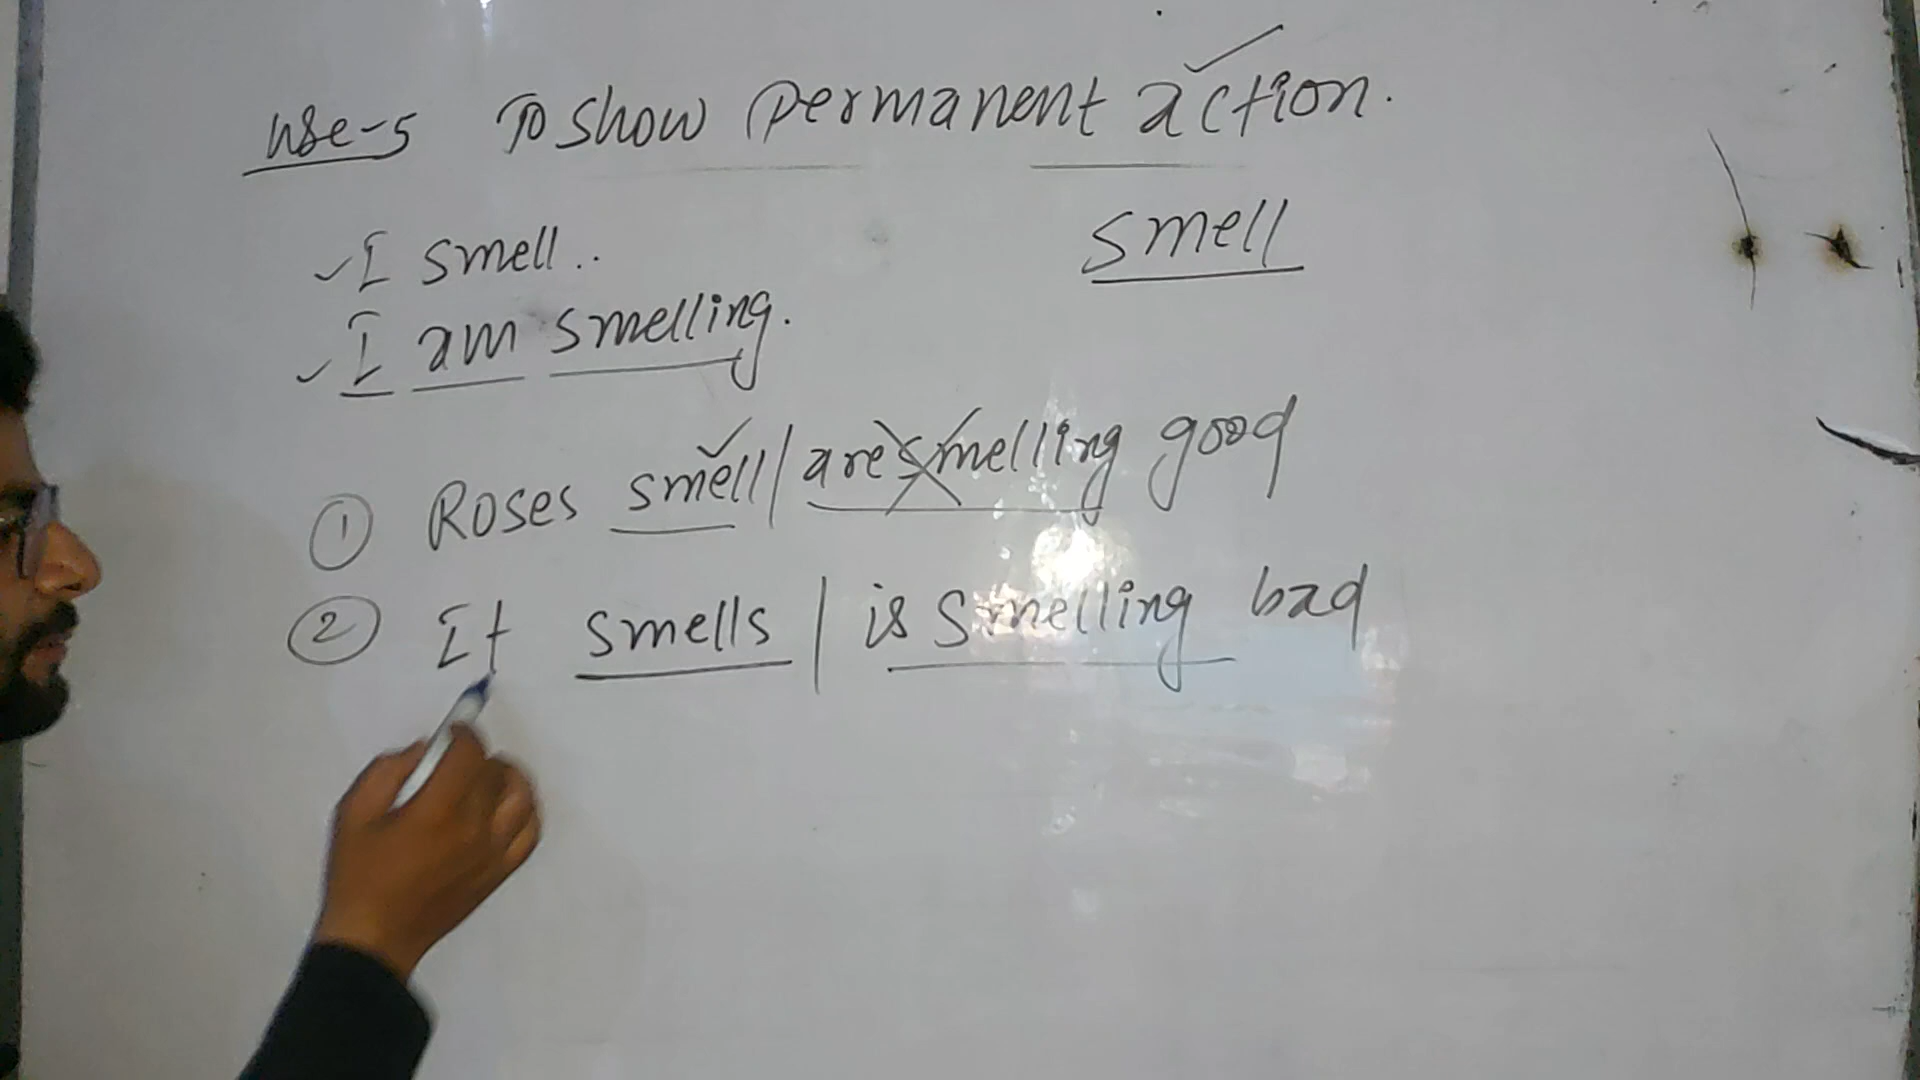 Use-5 To show permanent action.
smell
I smell..
I am smelling.
① Roses smell/are smelling good
② It smells | is smelling bad